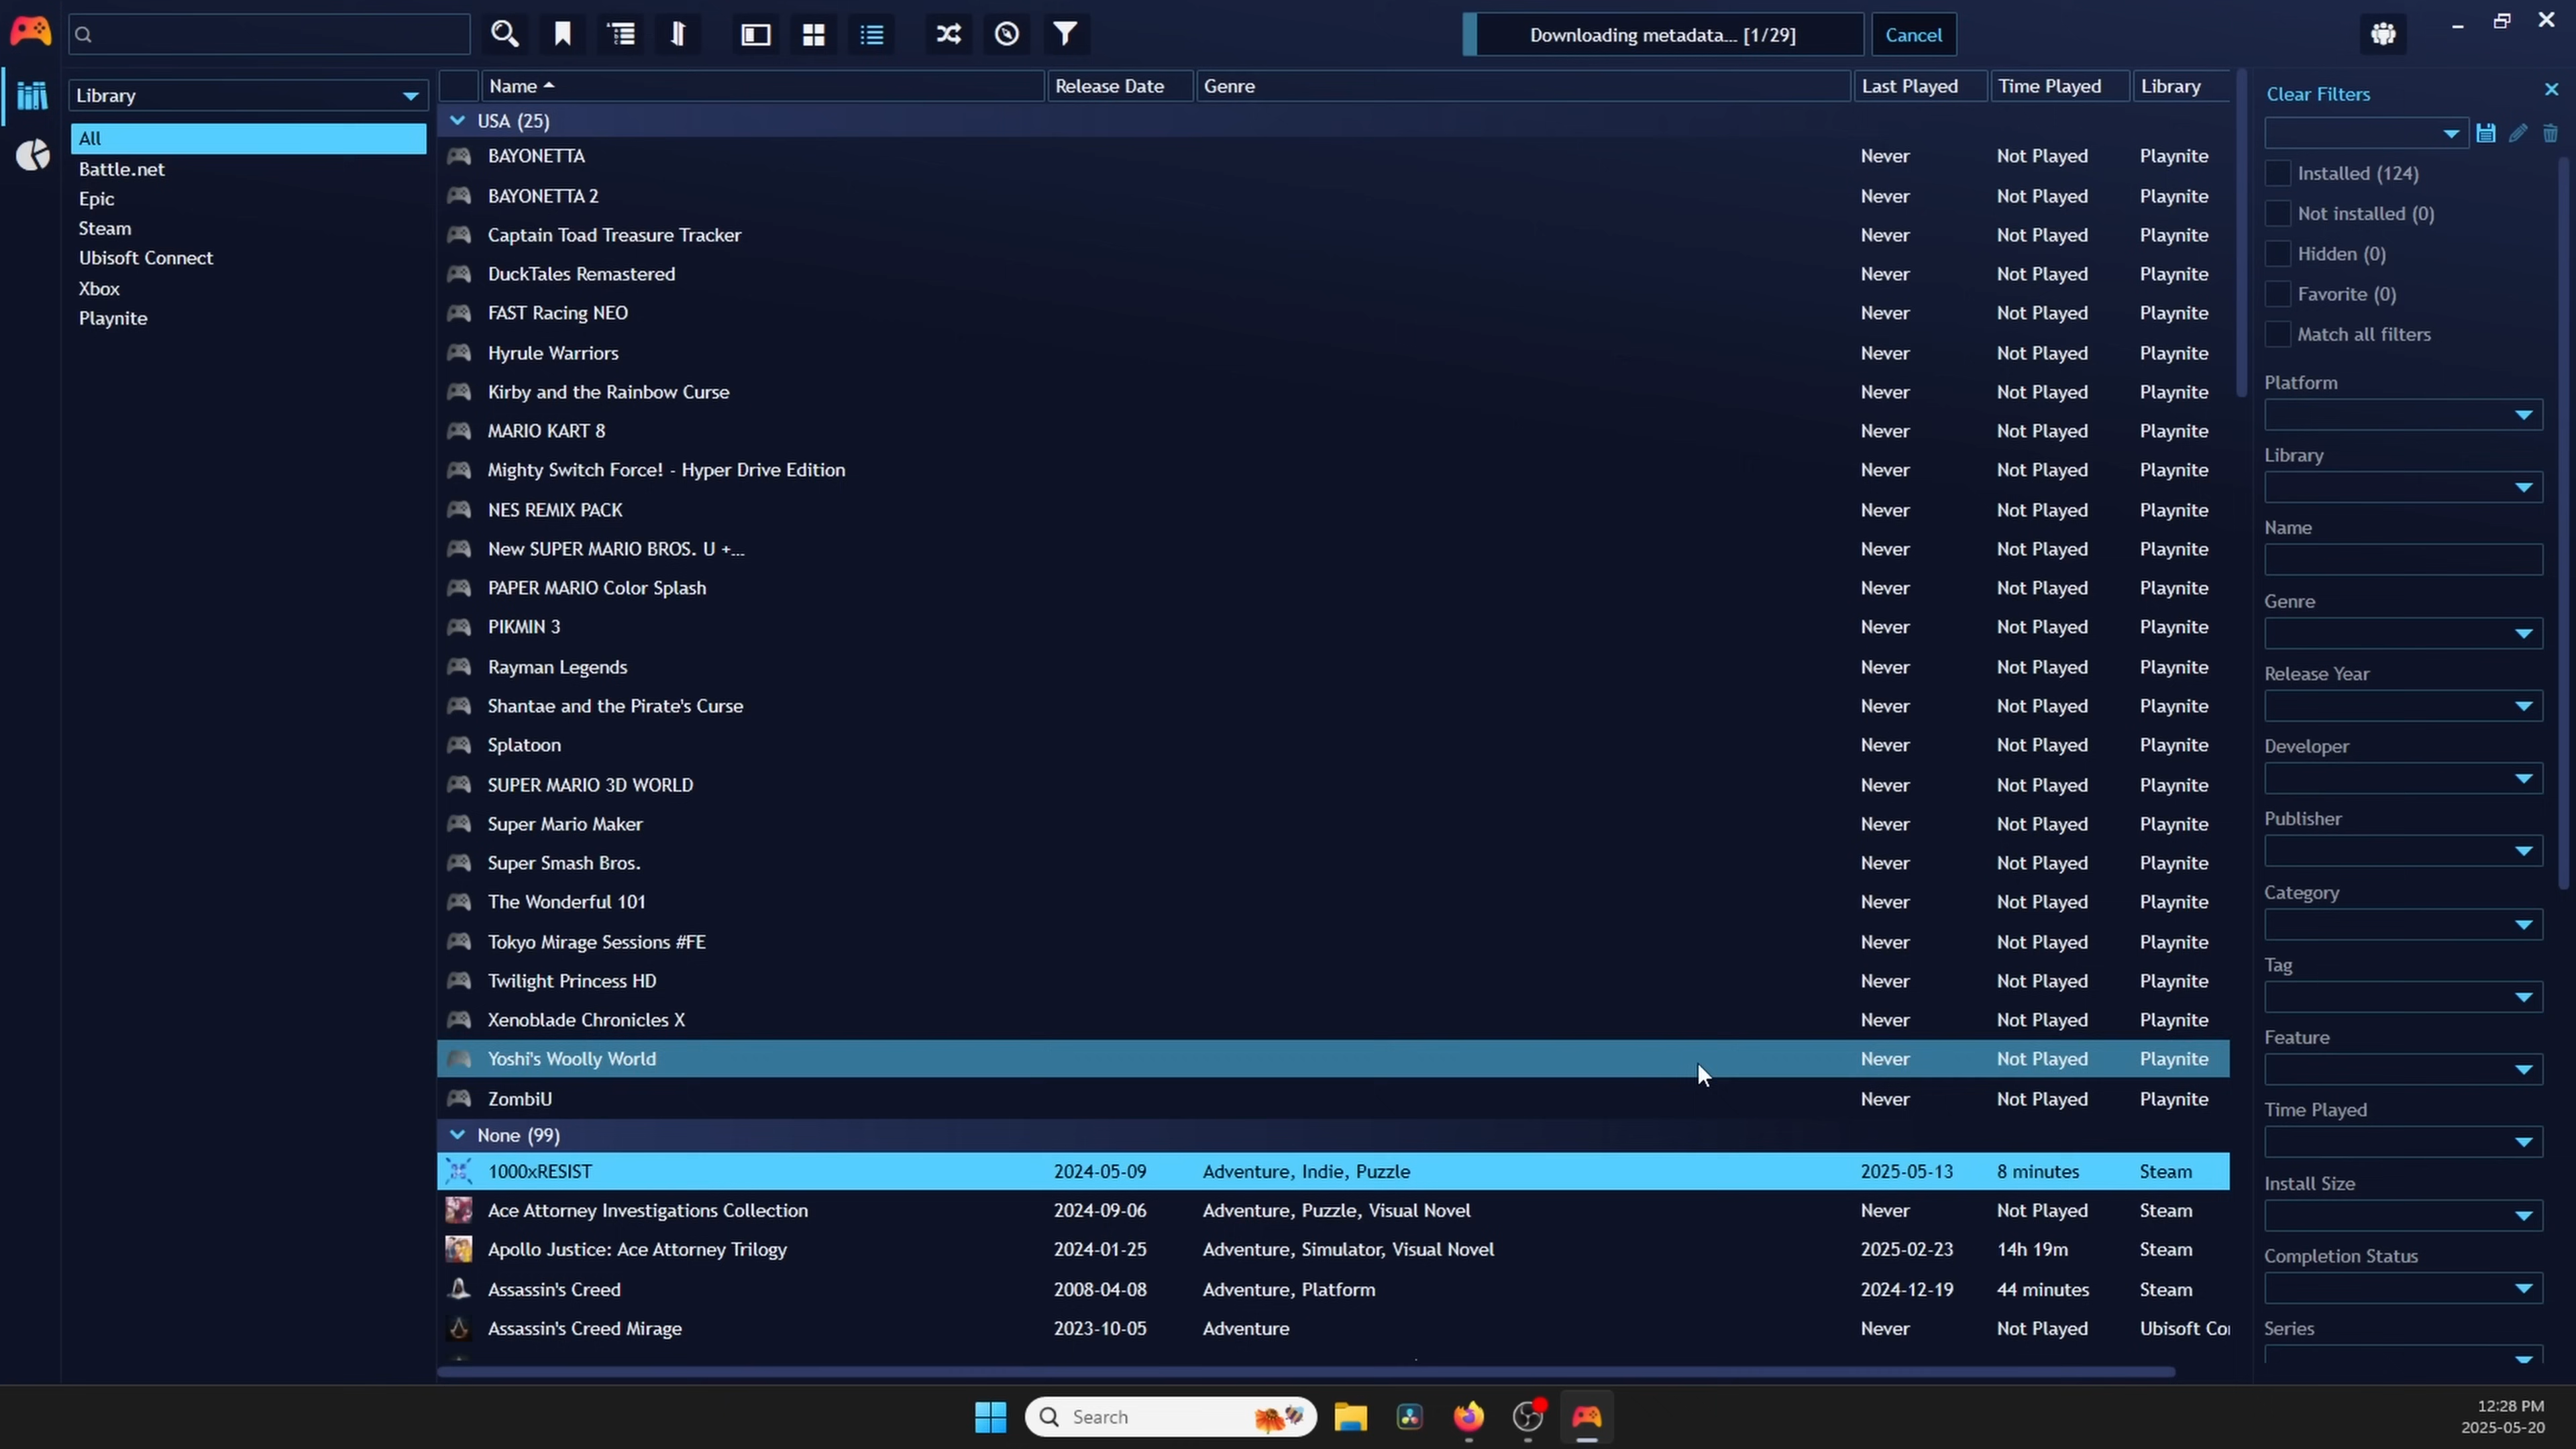 Downloading metadata... [1/29]
Cancel
Library
All
Battle.net
Epic
Steam
Ubisoft Connect
Xbox
Playnite
Name Release Date Genre Last Played Time Played Library
USA (25)
BAYONETTA Never Not Played Playnite
BAYONETTA 2 Never Not Played Playnite
Captain Toad Treasure Tracker Never Not Played Playnite
DuckTales Remastered Never Not Played Playnite
FAST Racing NEO Never Not Played Playnite
Hyrule Warriors Never Not Played Playnite
Kirby and the Rainbow Curse Never Not Played Playnite
MARIO KART 8 Never Not Played Playnite
Mighty Switch Force! - Hyper Drive Edition Never Not Played Playnite
NES REMIX PACK Never Not Played Playnite
New SUPER MARIO BROS. U +... Never Not Played Playnite
PAPER MARIO Color Splash Never Not Played Playnite
PIKMIN 3 Never Not Played Playnite
Rayman Legends Never Not Played Playnite
Shantae and the Pirate's Curse Never Not Played Playnite
Splatoon Never Not Played Playnite
SUPER MARIO 3D WORLD Never Not Played Playnite
Super Mario Maker Never Not Played Playnite
Super Smash Bros. Never Not Played Playnite
The Wonderful 101 Never Not Played Playnite
Tokyo Mirage Sessions #FE Never Not Played Playnite
Twilight Princess HD Never Not Played Playnite
Xenoblade Chronicles X Never Not Played Playnite
Yoshi's Woolly World Never Not Played Playnite
ZombiU Never Not Played Playnite
None (99)
1000xRESIST 2024-05-09 Adventure, Indie, Puzzle 2025-05-13 8 minutes Steam
Ace Attorney Investigations Collection 2024-09-06 Adventure, Puzzle, Visual Novel Never Not Played Steam
Apollo Justice: Ace Attorney Trilogy 2024-01-25 Adventure, Simulator, Visual Novel 2025-02-23 14h 19m Steam
Assassin's Creed 2008-04-08 Adventure, Platform 2024-12-19 44 minutes Steam
Assassin's Creed Mirage 2023-10-05 Adventure Never Not Played Ubisoft Co
Clear Filters
Installed (124)
Not installed (0)
Hidden (0)
Favorite (0)
Match all filters
Platform
Library
Name
Genre
Release Year
Developer
Publisher
Category
Tag
Feature
Time Played
Install Size
Completion Status
Series
Search
12:28 PM
2025-05-20